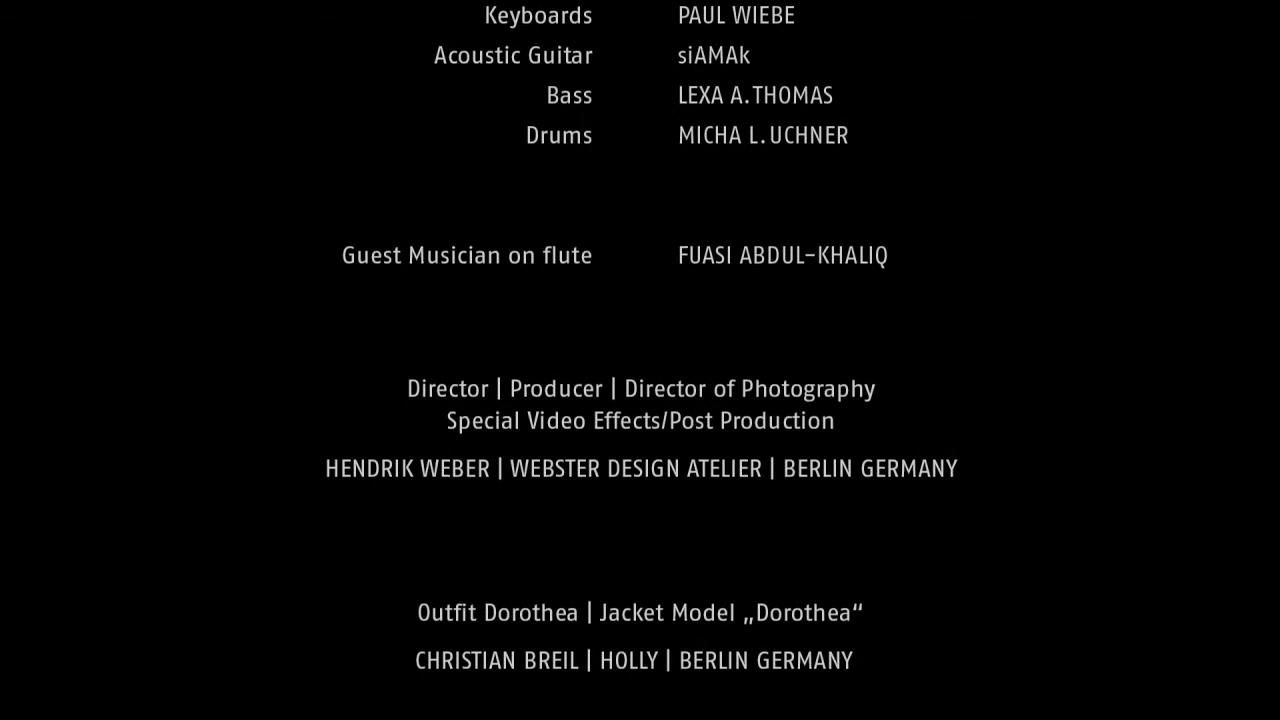 Keyboards PAUL WIEBE
Acoustic Guitar siAMAk
Bass LEXA A.THOMAS
Drums MICHA L.UCHNER
Guest Musician on flute FUASI ABDUL-KHALIQ
Director | Producer | Director of Photography
Special Video Effects/Post Production
HENDRIK WEBER | WEBSTER DESIGN ATELIER | BERLIN GERMANY
Outfit Dorothea | Jacket Model „Dorothea“
CHRISTIAN BREIL | HOLLY | BERLIN GERMANY